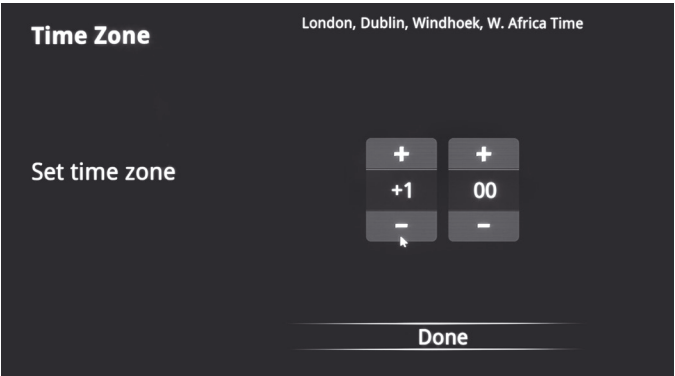 Time Zone
London, Dublin, Windhoek, W. Africa Time
Set time zone
+ +
+1 00
- -
Done